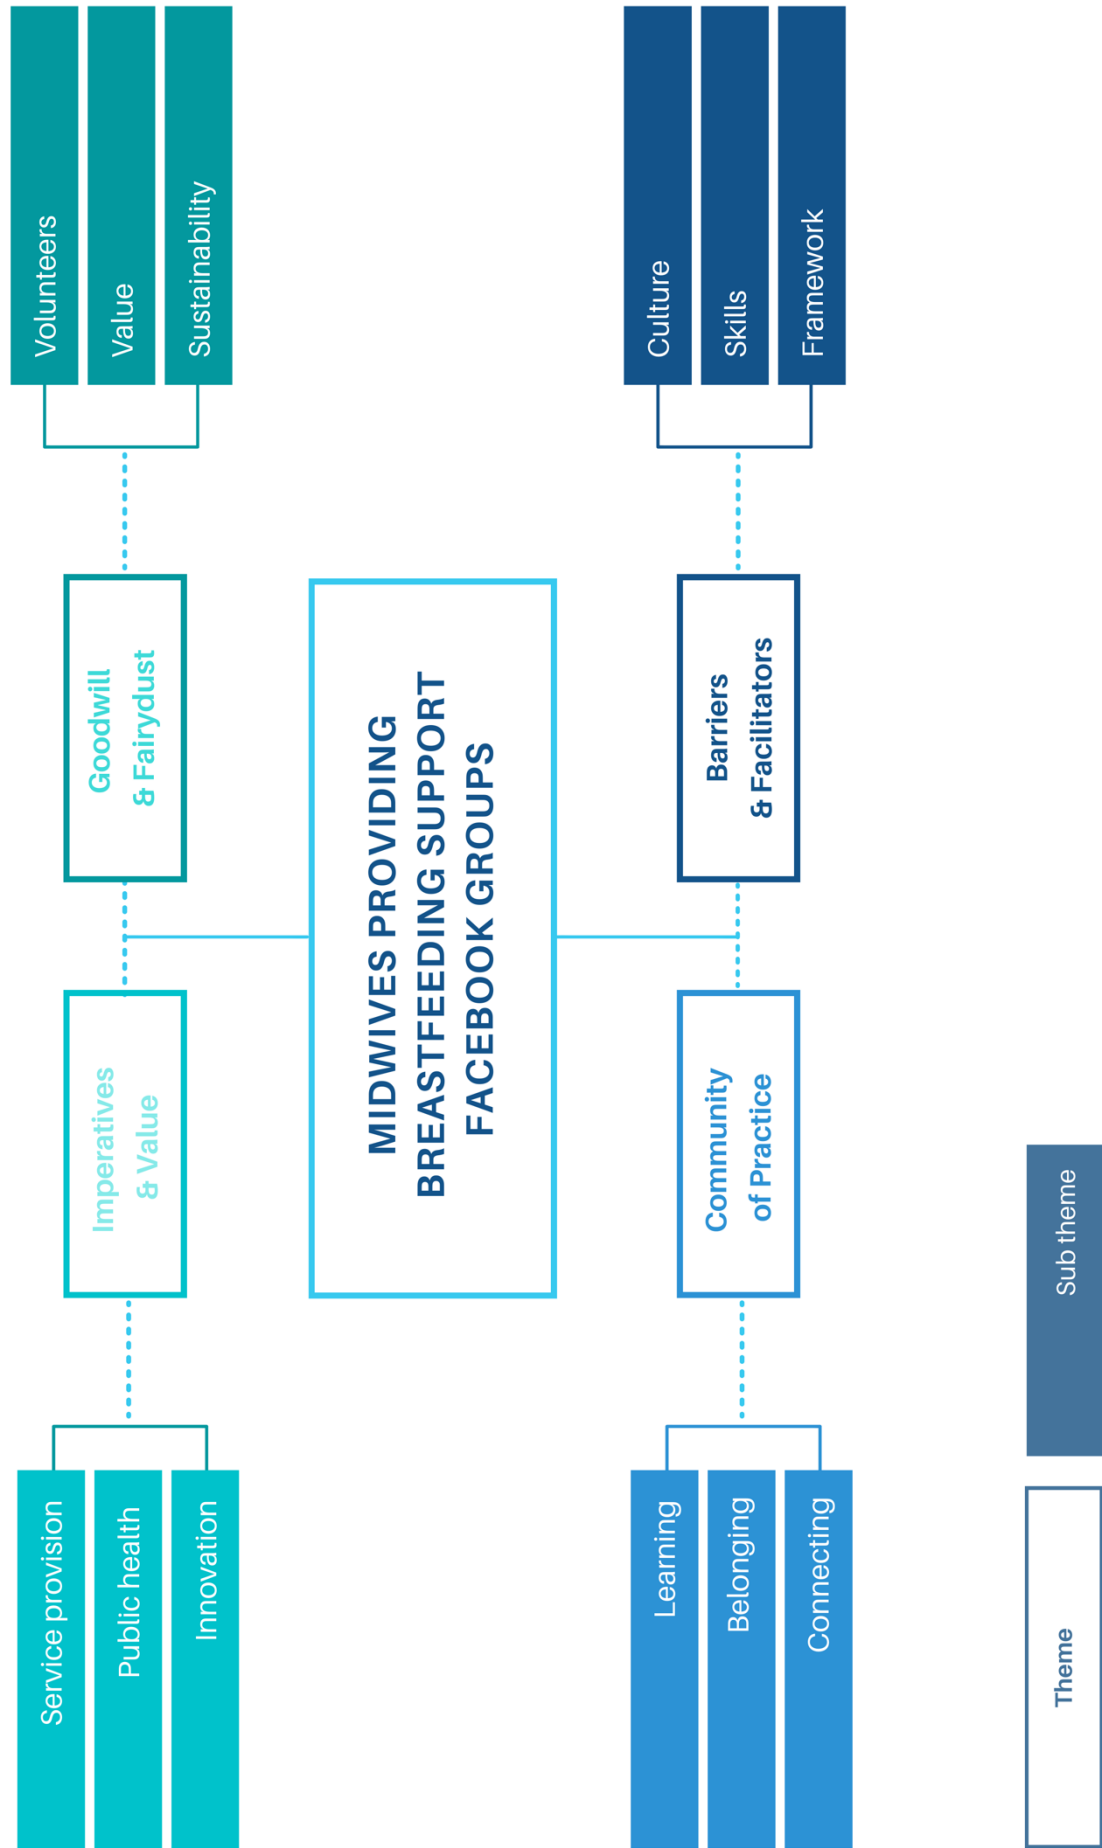 Service provision
Public health
Innovation
Imperatives
& Value
Goodwill
& Fairydust
Volunteers
Value
Sustainability
MIDWIVES PROVIDING
BREASTFEEDING SUPPORT
FACEBOOK GROUPS
Learning
Belonging
Connecting
Community
of Practice
Barriers
& Facilitators
Culture
Skills
Framework
Theme
Sub theme